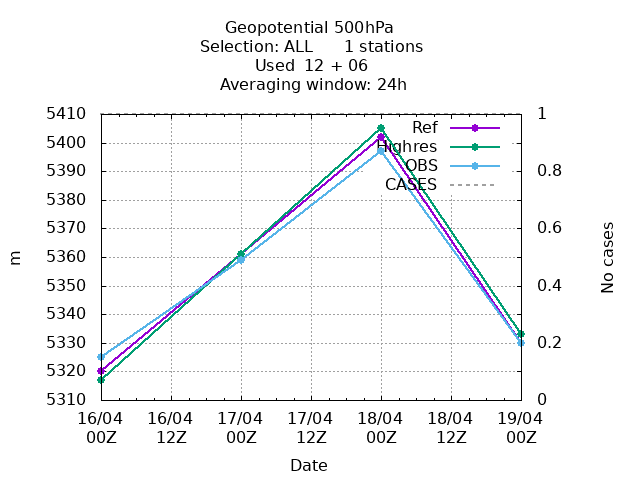 Geopotential 500hPa
Selection: ALL      1 stations
Used  12 + 06
Averaging window: 24h
5410
5400
5390
5380
5370
5360
5350
5340
5330
5320
5310
m
1
0.8
0.6
0.4
0.2
0
No cases
Ref
Highres
OBS
CASES
16/04 16/04 17/04 17/04 18/04 18/04 19/04
00Z 12Z 00Z 12Z 00Z 12Z 00Z
Date